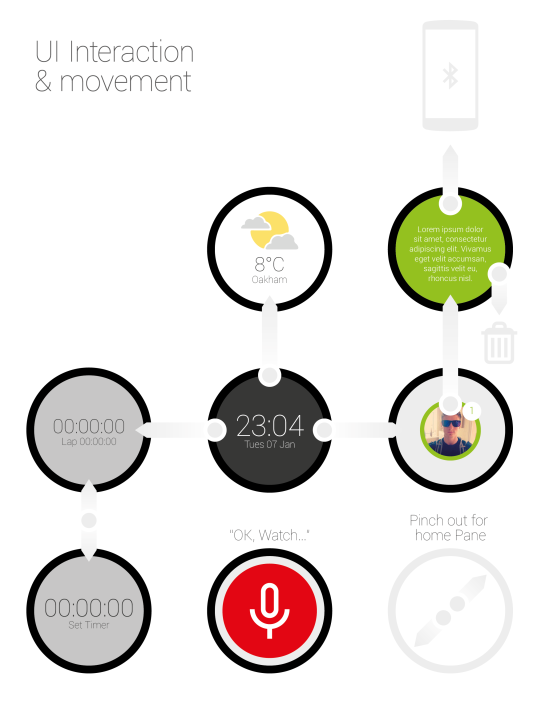 UI Interaction
& movement
8°C
Oakham
Lorem ipsum dolor
sit amet, consectetur
adipiscing elit. Vivamus
eget velit accumsan,
sagittis velit eu,
rhoncus nisl.
00:00:00
Lap 00:00:00
23:04
Tues 07 Jan
1
00:00:00
Set Timer
"OK, Watch..."
Pinch out for
home Pane